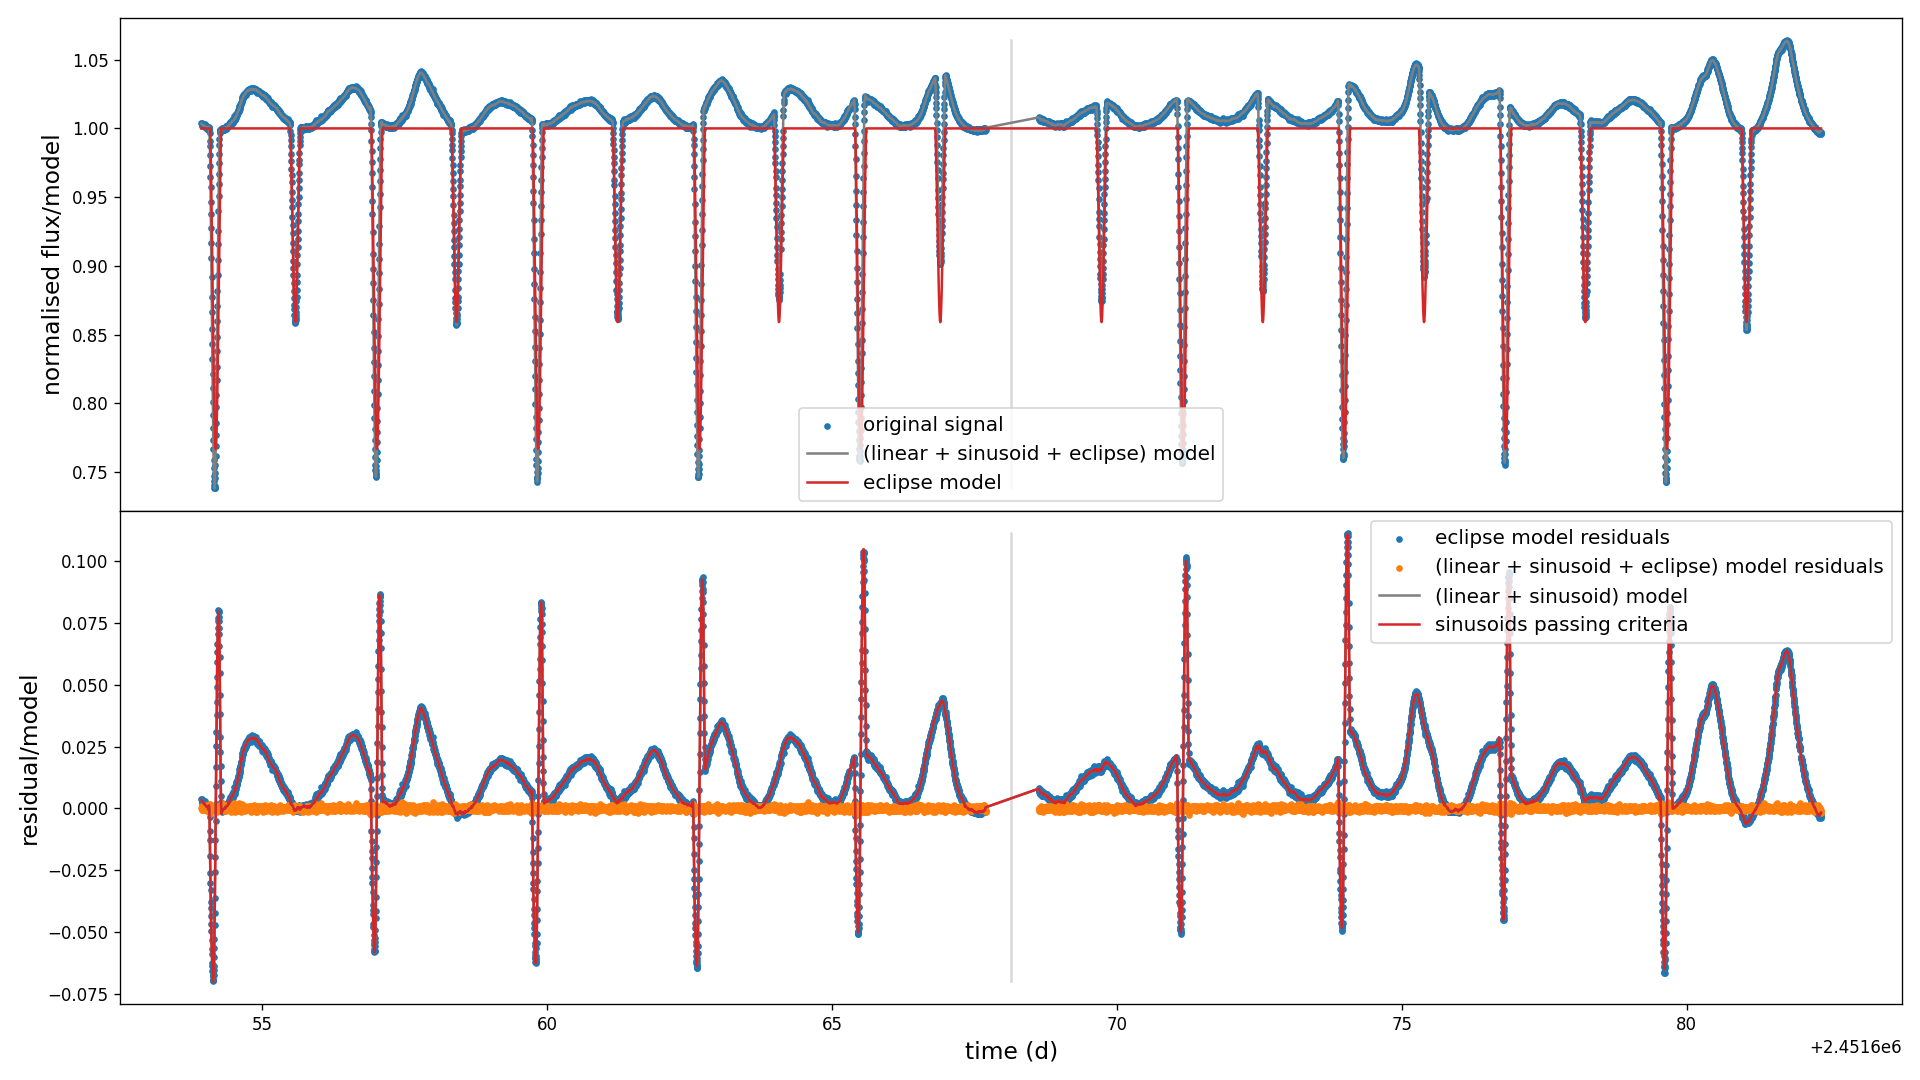 normalised flux/model
1.05
1.00
0.95
0.90
0.85
0.80
0.75
original signal
(linear + sinusoid + eclipse) model
eclipse model
residual/model
0.100
0.075
0.050
0.025
0.000
−0.025
−0.050
−0.075
eclipse model residuals
(linear + sinusoid + eclipse) model residuals
(linear + sinusoid) model
sinusoids passing criteria
55 60 65 70 75 80
time (d)
+2.4516e6